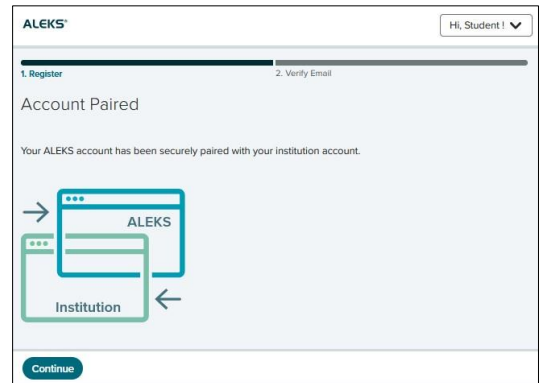 ALEKS®
Hi, Student !
1. Register
2. Verify Email
Account Paired
Your ALEKS account has been securely paired with your institution account.
ALEKS
Institution
Continue